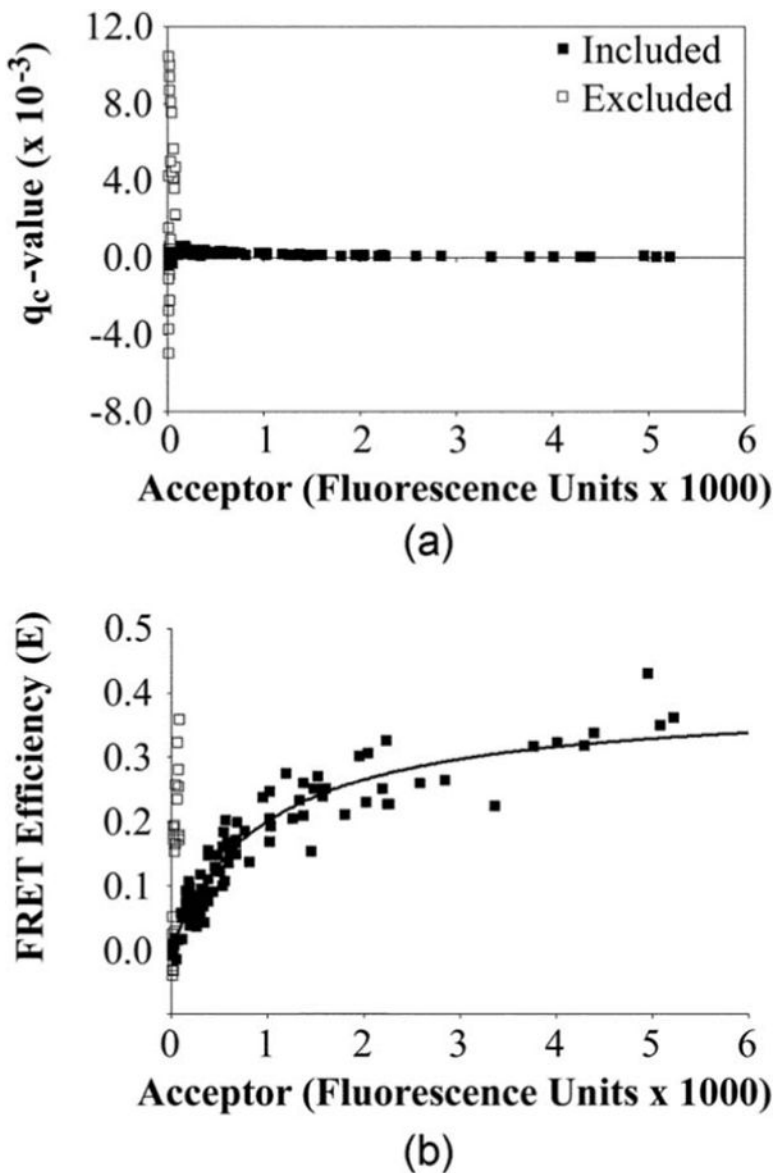 12.0
8.0
4.0
0.0
-4.0
-8.0
q_c-value (x 10^-3)
■ Included
□ Excluded
0 1 2 3 4 5 6
Acceptor (Fluorescence Units x 1000)
(a)
0.5
0.4
0.3
0.2
0.1
0.0
FRET Efficiency (E)
0 1 2 3 4 5 6
Acceptor (Fluorescence Units x 1000)
(b)